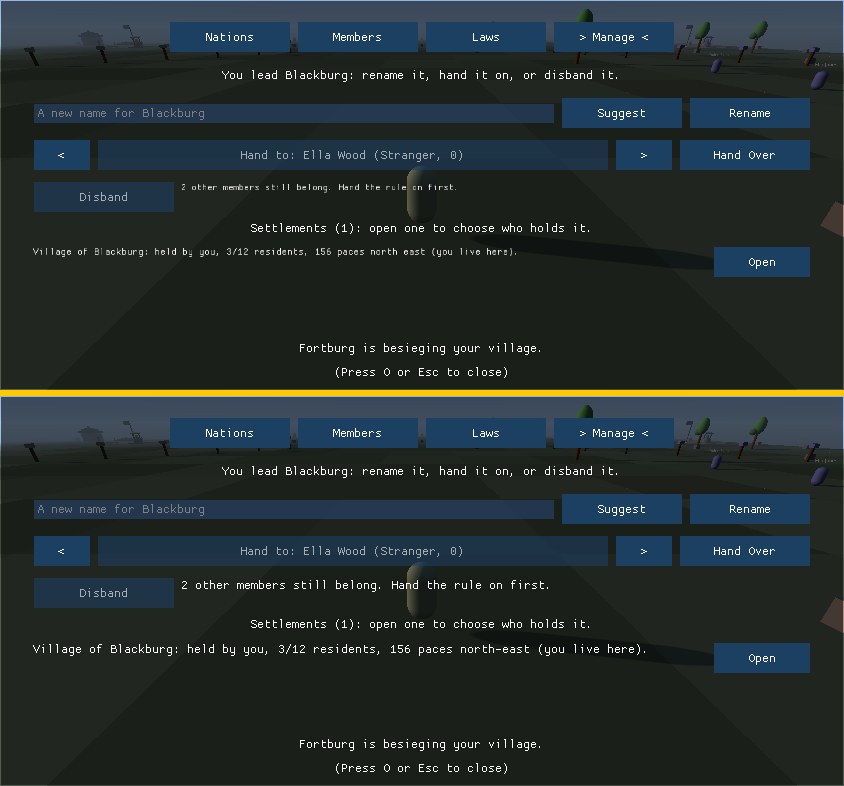 Nations Members Laws > Manage <
You lead Blackburg: rename it, hand it on, or disband it.
A new name for Blackburg Suggest Rename
< Hand to: Ella Wood (Stranger, 0) > Hand Over
Disband 2 other members still belong. Hand the rule on first.
Settlements (1): open one to choose who holds it.
Village of Blackburg: held by you, 3/12 residents, 156 paces north east (you live here). Open
Fortburg is besieging your village.
(Press O or Esc to close)
Nations Members Laws > Manage <
You lead Blackburg: rename it, hand it on, or disband it.
A new name for Blackburg Suggest Rename
< Hand to: Ella Wood (Stranger, 0) > Hand Over
Disband 2 other members still belong. Hand the rule on first.
Settlements (1): open one to choose who holds it.
Village of Blackburg: held by you, 3/12 residents, 156 paces north-east (you live here). Open
Fortburg is besieging your village.
(Press O or Esc to close)